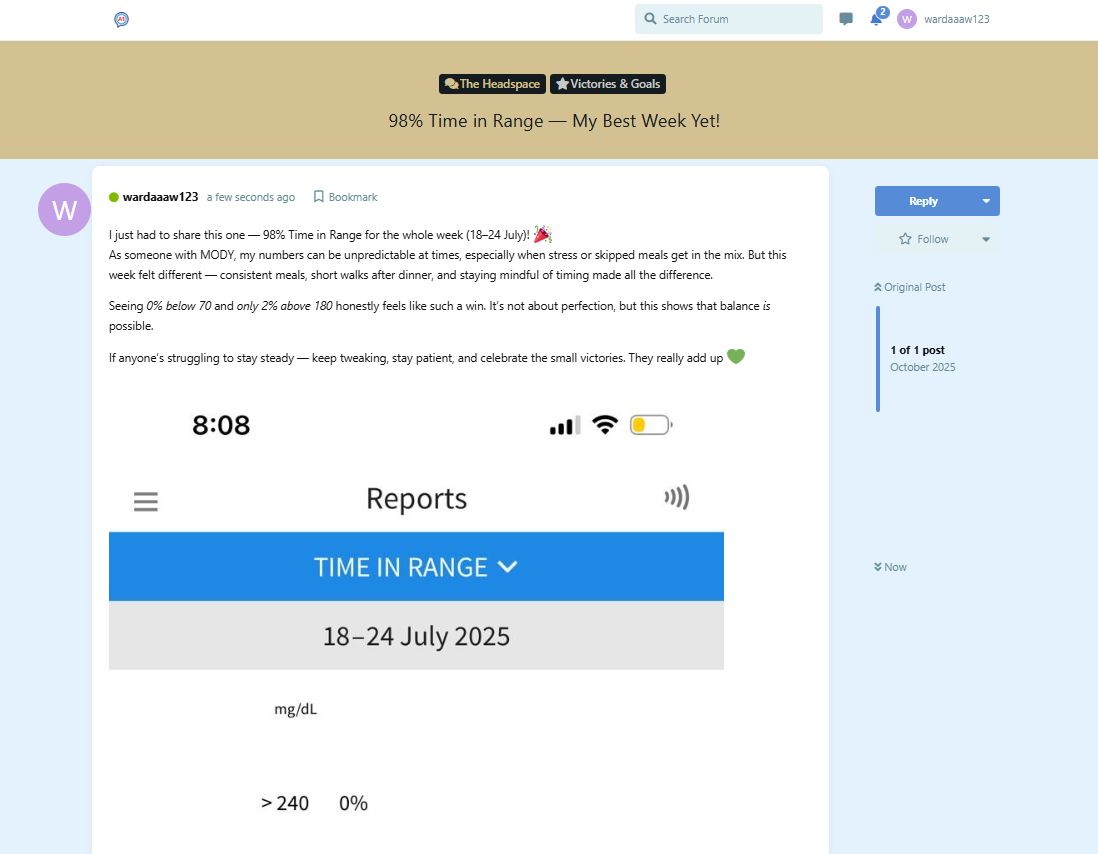 Search Forum
2
W
wardaaaw123
The Headspace
Victories & Goals
98% Time in Range — My Best Week Yet!
W
wardaaaw123 a few seconds ago Bookmark
I just had to share this one — 98% Time in Range for the whole week (18–24 July)! 🎉
As someone with MODY, my numbers can be unpredictable at times, especially when stress or skipped meals get in the mix. But this
week felt different — consistent meals, short walks after dinner, and staying mindful of timing made all the difference.
Seeing 0% below 70 and only 2% above 180 honestly feels like such a win. It's not about perfection, but this shows that balance is
possible.
If anyone's struggling to stay steady — keep tweaking, stay patient, and celebrate the small victories. They really add up 💚
8:08
Reports
TIME IN RANGE
18–24 July 2025
mg/dL
> 240 0%
Reply
Follow
Original Post
1 of 1 post
October 2025
Now